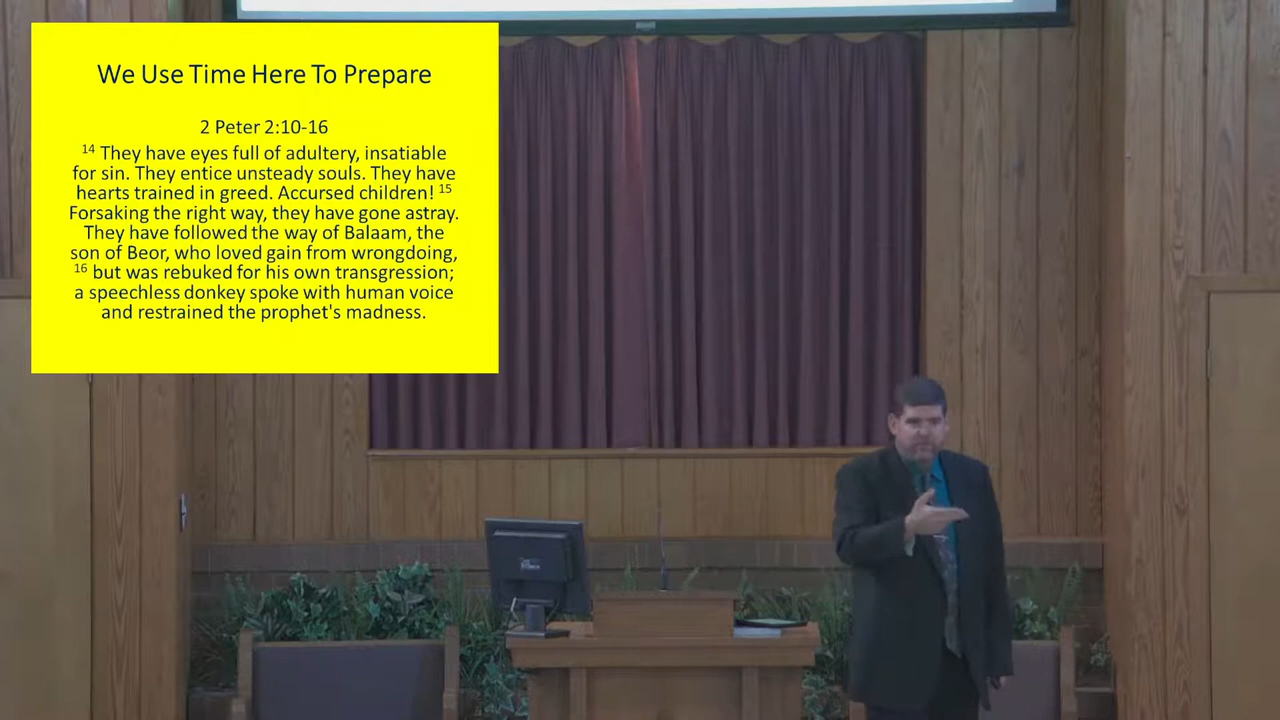 We Use Time Here To Prepare
2 Peter 2:10-16
14 They have eyes full of adultery, insatiable
for sin. They entice unsteady souls. They have
hearts trained in greed. Accursed children! 15
Forsaking the right way, they have gone astray.
They have followed the way of Balaam, the
son of Beor, who loved gain from wrongdoing,
16 but was rebuked for his own transgression;
a speechless donkey spoke with human voice
and restrained the prophet's madness.